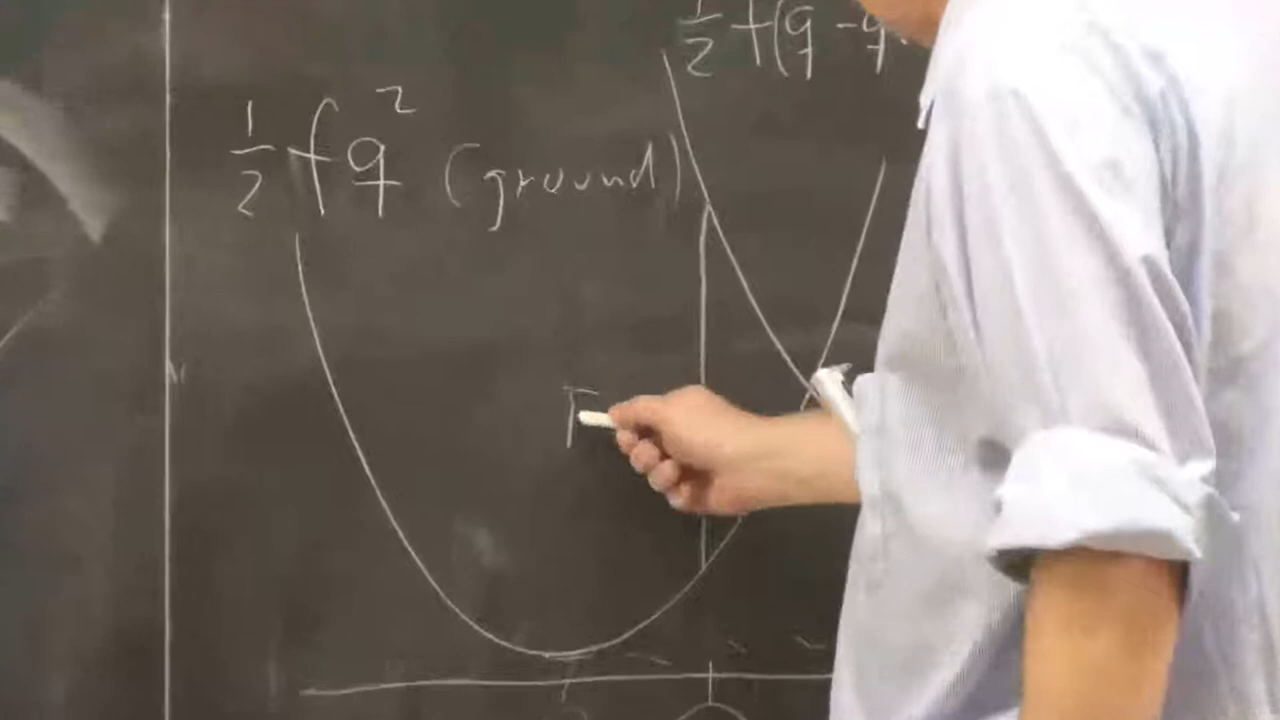 ½ f(q - q
½ f q² (ground)
F